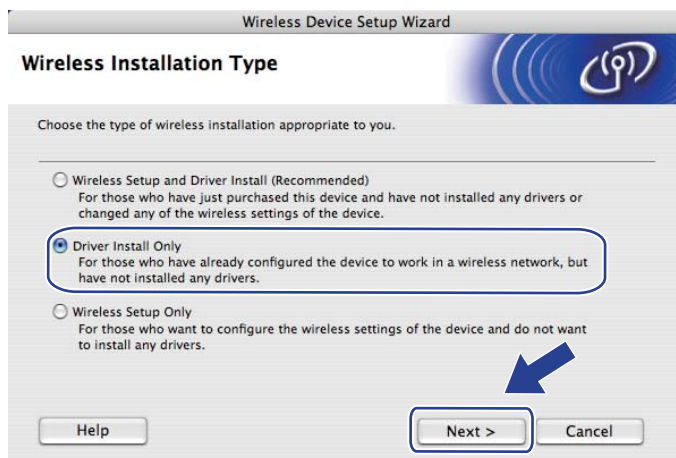 Wireless Device Setup Wizard
Wireless Installation Type
Choose the type of wireless installation appropriate to you.
Wireless Setup and Driver Install (Recommended)
For those who have just purchased this device and have not installed any drivers or
changed any of the wireless settings of the device.
Driver Install Only
For those who have already configured the device to work in a wireless network, but
have not installed any drivers.
Wireless Setup Only
For those who want to configure the wireless settings of the device and do not want
to install any drivers.
Help
Next >
Cancel